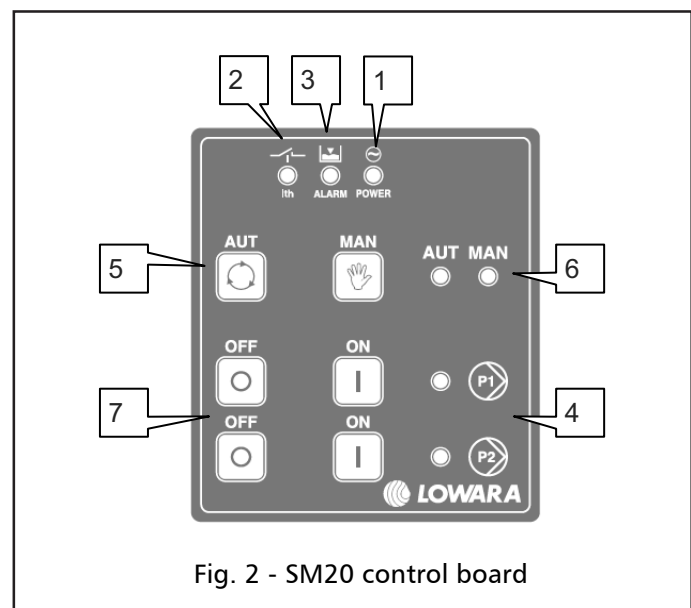 2 3 1
Ith ALARM POWER
AUT MAN
AUT MAN
5 6
OFF ON
P1
7 4
OFF ON
P2
LOWARA
Fig. 2 - SM20 control board